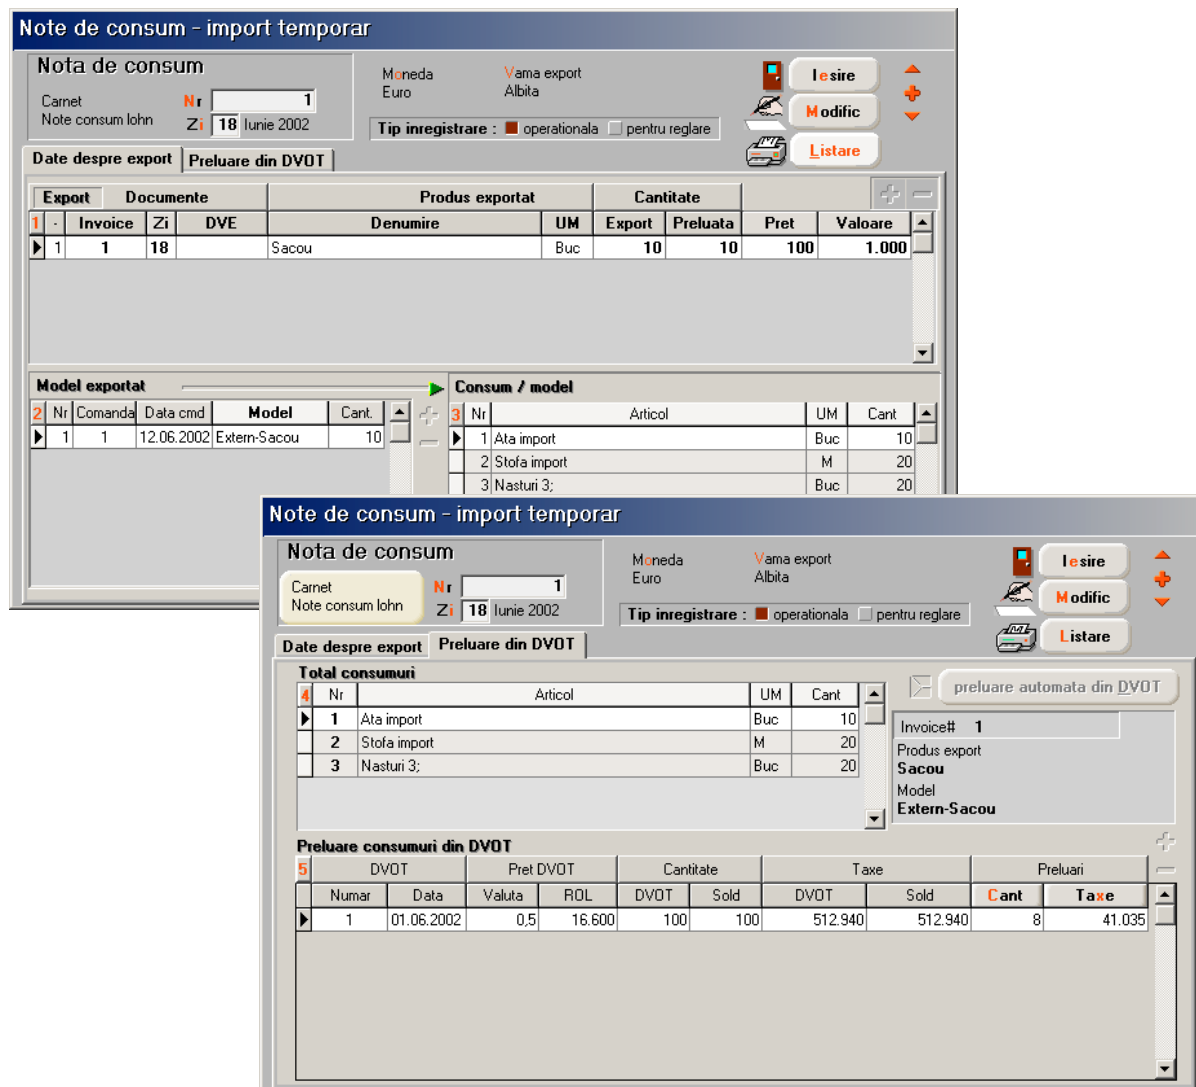 Note de consum - import temporar
Nota de consum
Carnet
Note consum lohn
Nr 1
Zi 18 Iunie 2002
Moneda
Euro
Vama export
Albita
Tip inregistrare : operationala pentru reglare
Iesire
Modific
Listare
Date despre export Preluare din DVOT
Export Documente Produs exportat Cantitate
1 - Invoice Zi DVE Denumire UM Export Preluata Pret Valoare
1 1 18 Sacou Buc 10 10 100 1.000
Model exportat
2 Nr Comanda Data cmd Model Cant.
1 1 12.06.2002 Extern-Sacou 10
Consum / model
3 Nr Articol UM Cant
1 Ata import Buc 10
2 Stofa import M 20
3 Nasturi 3; Buc 20
Note de consum - import temporar
Nota de consum
Carnet
Note consum lohn
Nr 1
Zi 18 Iunie 2002
Moneda
Euro
Vama export
Albita
Tip inregistrare : operationala pentru reglare
Iesire
Modific
Listare
Date despre export Preluare din DVOT
Total consumuri
4 Nr Articol UM Cant
1 Ata import Buc 10
2 Stofa import M 20
3 Nasturi 3; Buc 20
preluare automata din DVOT
Invoice# 1
Produs export
Sacou
Model
Extern-Sacou
Preluare consumuri din DVOT
5 DVOT Pret DVOT Cantitate Taxe Preluari
Numar Data Valuta ROL DVOT Sold DVOT Sold Cant Taxe
1 01.06.2002 0,5 16.600 100 100 512.940 512.940 8 41.035